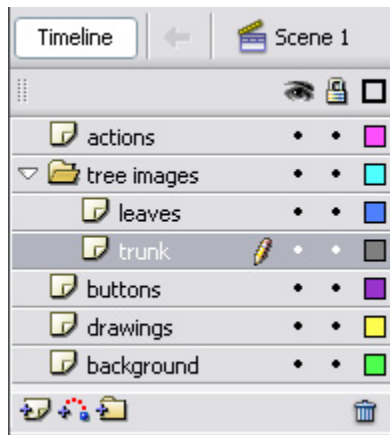 Timeline
Scene 1
actions
tree images
leaves
trunk
buttons
drawings
background